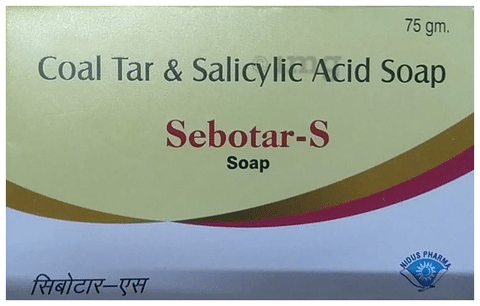 75 gm.
Coal Tar & Salicylic Acid Soap
Sebotar-S
Soap
सिबोटार-एस
NIDUS PHARMA